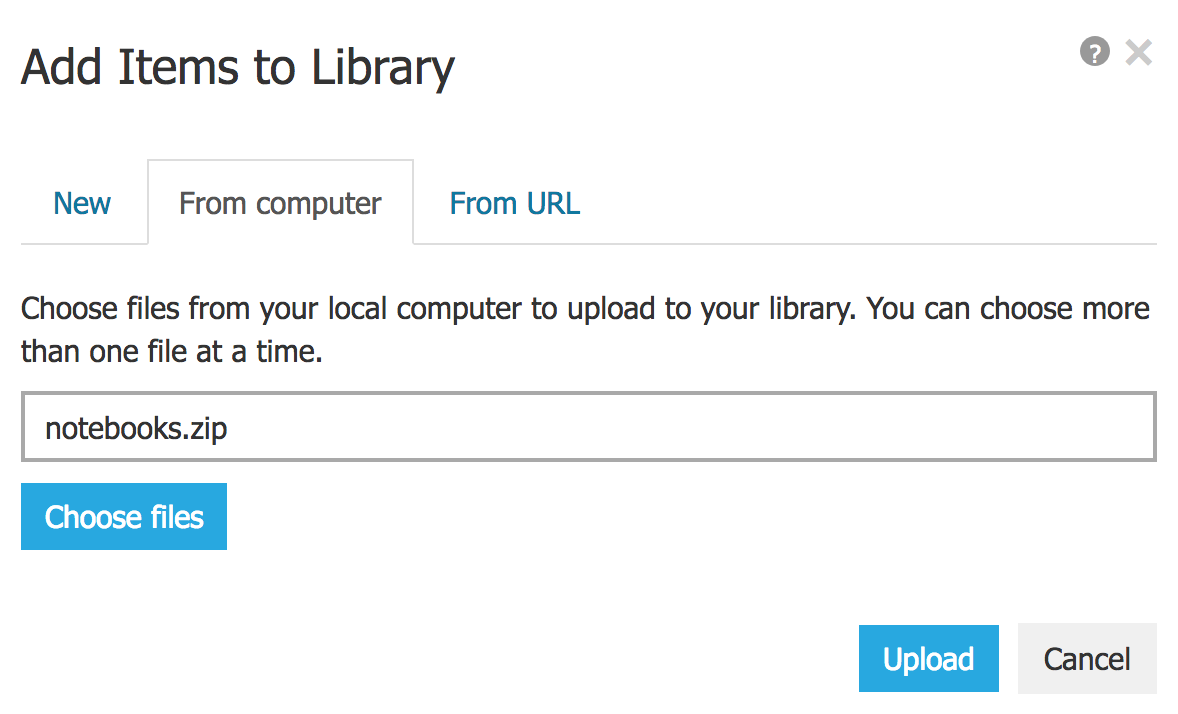 Add Items to Library
?
New
From computer
From URL
Choose files from your local computer to upload to your library. You can choose more
than one file at a time.
notebooks.zip
Choose files
Upload
Cancel